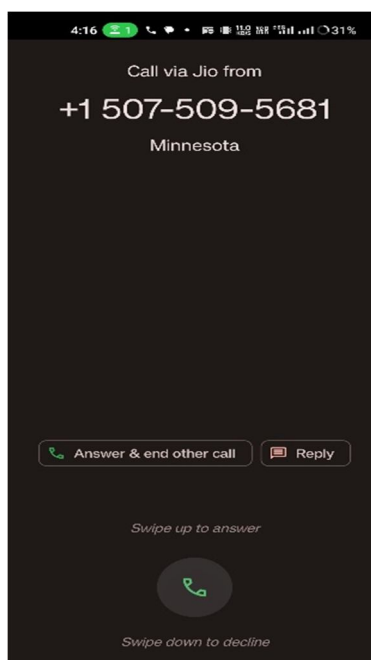 4:16 1 31%
Call via Jio from
+1 507-509-5681
Minnesota
Answer & end other call Reply
Swipe up to answer
Swipe down to decline